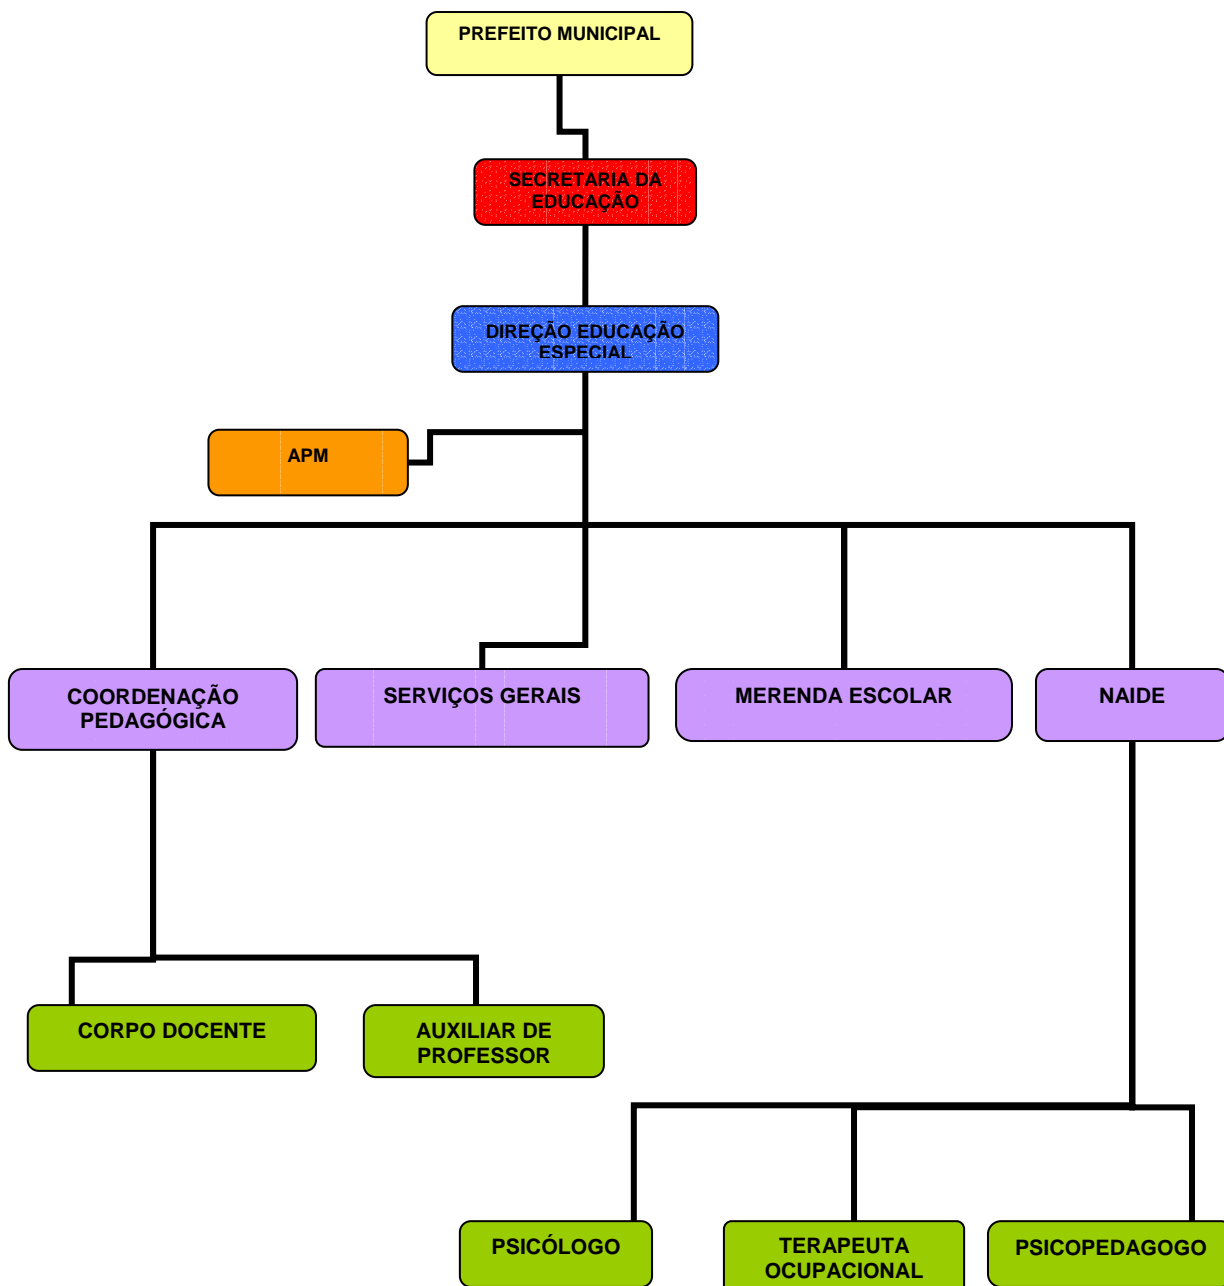 PREFEITO MUNICIPAL
SECRETARIA DA
EDUCAÇÃO
DIREÇÃO EDUCAÇÃO
ESPECIAL
APM
COORDENAÇÃO
PEDAGÓGICA
SERVIÇOS GERAIS
MERENDA ESCOLAR
NAIDE
CORPO DOCENTE
AUXILIAR DE
PROFESSOR
PSICÓLOGO
TERAPEUTA
OCUPACIONAL
PSICOPEDAGOGO